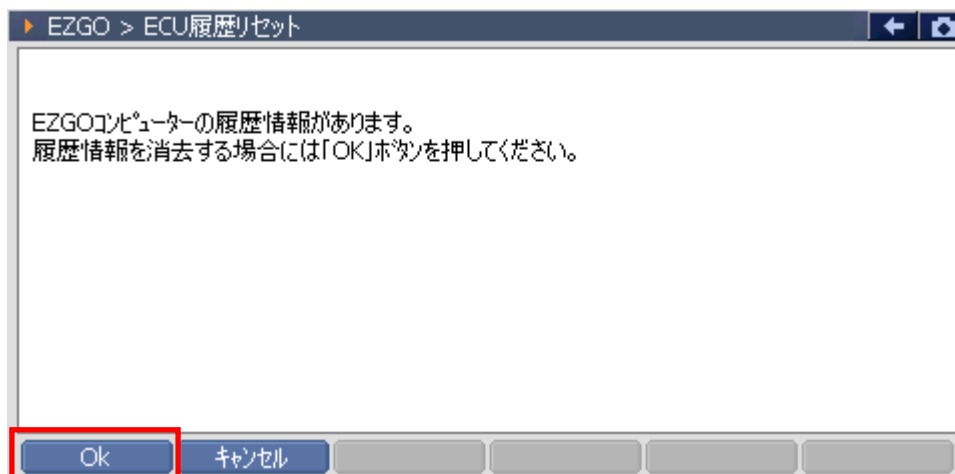 EZGO > ECU履歴リセット
EZGOコンピューターの履歴情報があります。
履歴情報を消去する場合には「OK」ボタンを押してください。
Ok キャンセル